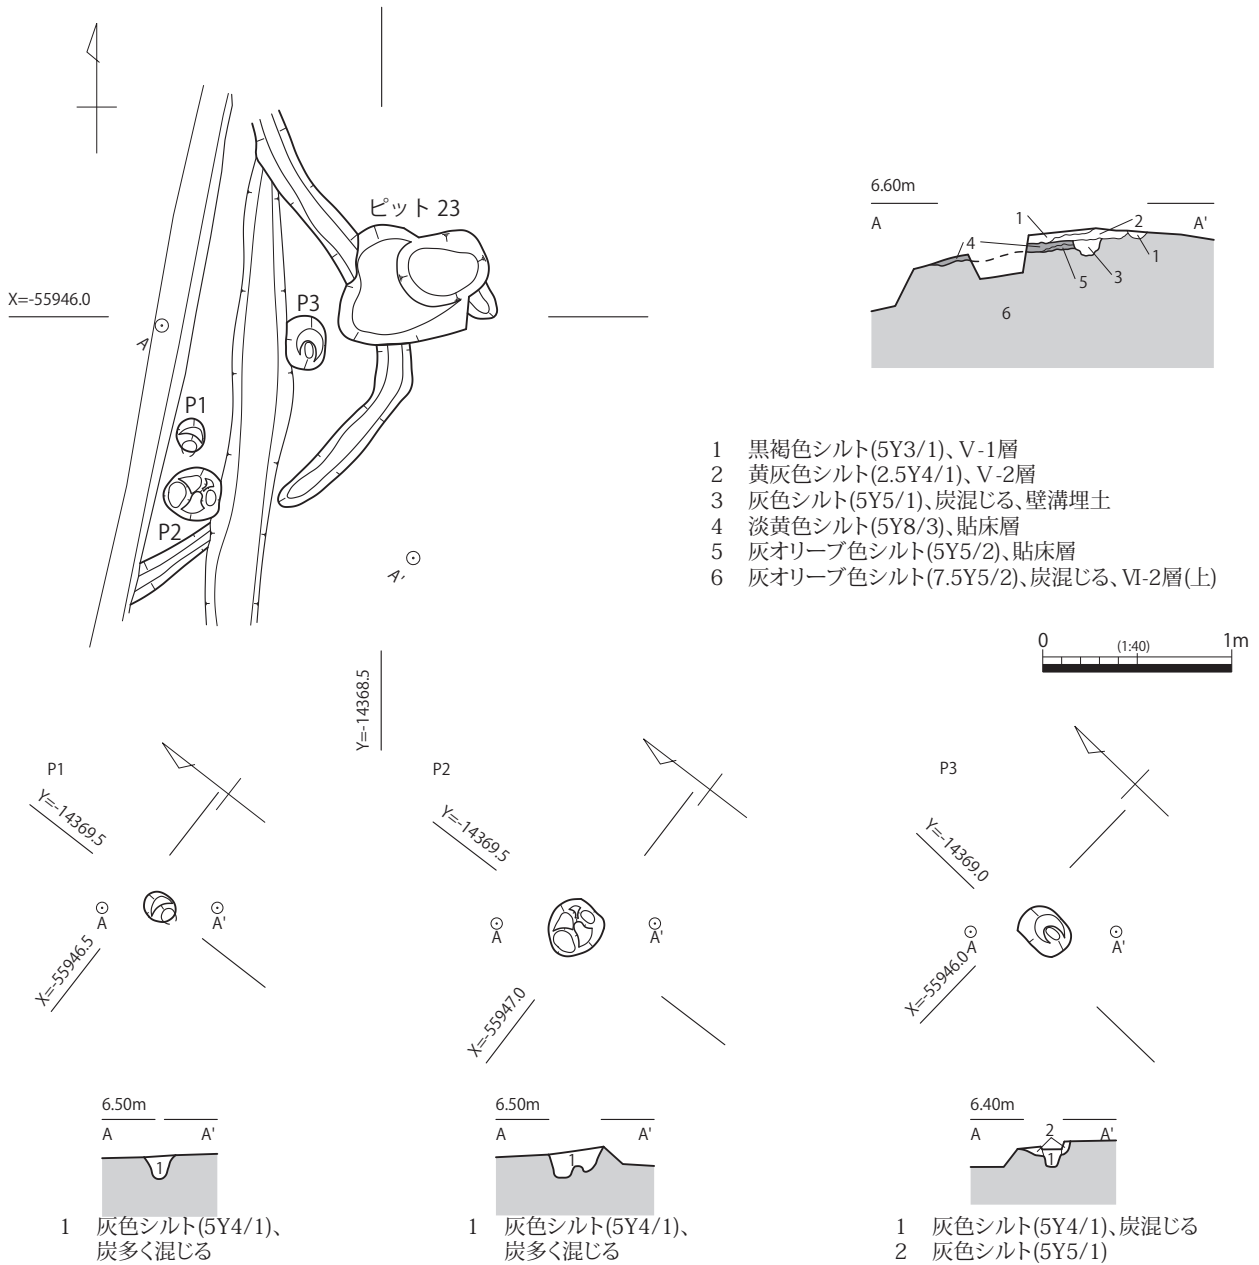 ピット 23
6.60m
A
A'
1
2
4
5
3
1
6
X=-55946.0
P3
A
P1
P2
A'
1 黒褐色シルト(5Y3/1)、Ⅴ-1層
2 黄灰色シルト(2.5Y4/1)、Ⅴ-2層
3 灰色シルト(5Y5/1)、炭混じる、壁溝埋土
4 淡黄色シルト(5Y8/3)、貼床層
5 灰オリーブ色シルト(5Y5/2)、貼床層
6 灰オリーブ色シルト(7.5Y5/2)、炭混じる、Ⅵ-2層(上)
0 (1:40) 1m
Y=-14368.5
P1
Y=-14369.5
A
A'
X=-55946.5
P2
Y=-14369.5
A
A'
X=-55947.0
P3
Y=-14369.0
A
A'
X=-55946.0
6.50m
A
A'
1
1 灰色シルト(5Y4/1)、
炭多く混じる
6.50m
A
A'
1
1 灰色シルト(5Y4/1)、
炭多く混じる
6.40m
A
A'
2
1
1 灰色シルト(5Y4/1)、炭混じる
2 灰色シルト(5Y5/1)